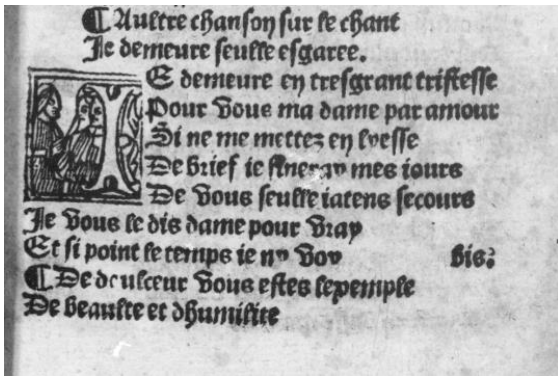 ¶ Aultre chanson sur le chant
Je demeure seulle esgaree.
JE demeure en tresgrant tristesse
Pour vous ma dame par amour
Si ne me mettez en lyesse
De brief ie fineray mes iours
De vous seulle iatens secours
Je vous le dis dame pour vray
Et si point le temps ie ny voy bis.
¶ De doulceur vous estes lexemple
De beaulte et dhumilite